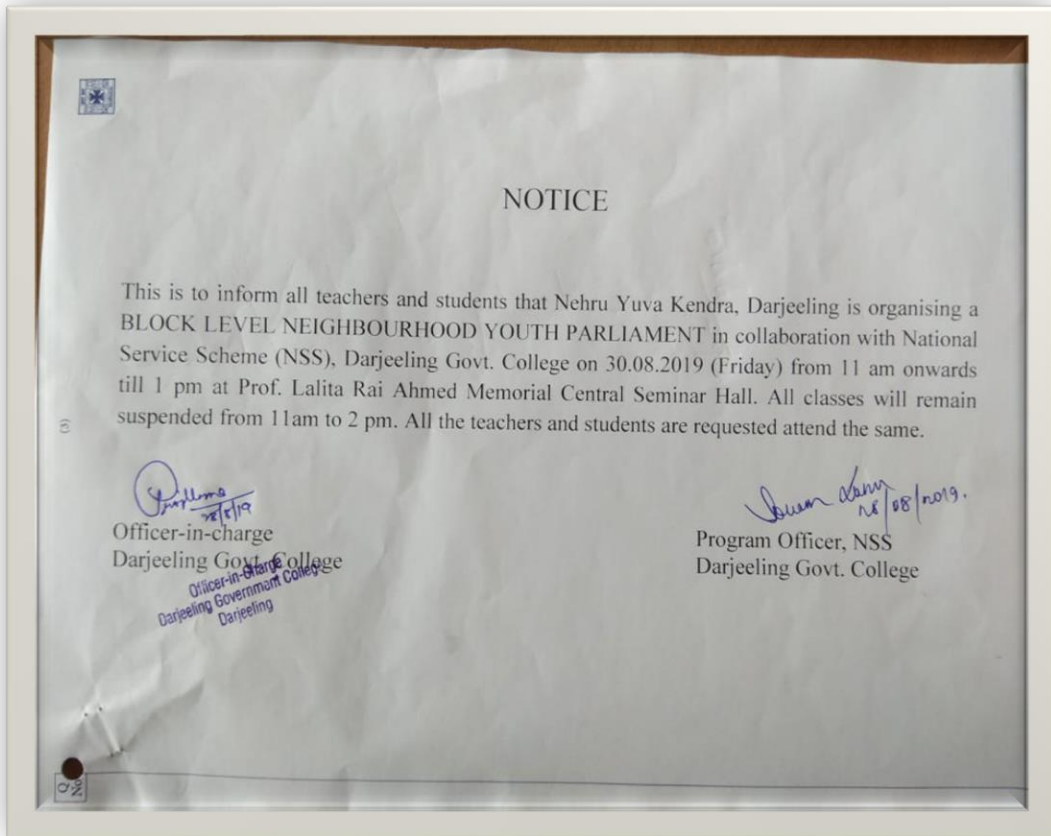 NOTICE
This is to inform all teachers and students that Nehru Yuva Kendra, Darjeeling is organising a
BLOCK LEVEL NEIGHBOURHOOD YOUTH PARLIAMENT in collaboration with National
Service Scheme (NSS), Darjeeling Govt. College on 30.08.2019 (Friday) from 11 am onwards
till 1 pm at Prof. Lalita Rai Ahmed Memorial Central Seminar Hall. All classes will remain
suspended from 11am to 2 pm. All the teachers and students are requested attend the same.
28/8/19
Officer-in-charge
Darjeeling Govt. College
Officer-in-Charge
Darjeeling Government College
Darjeeling
28/08/2019.
Program Officer, NSS
Darjeeling Govt. College
Q
No